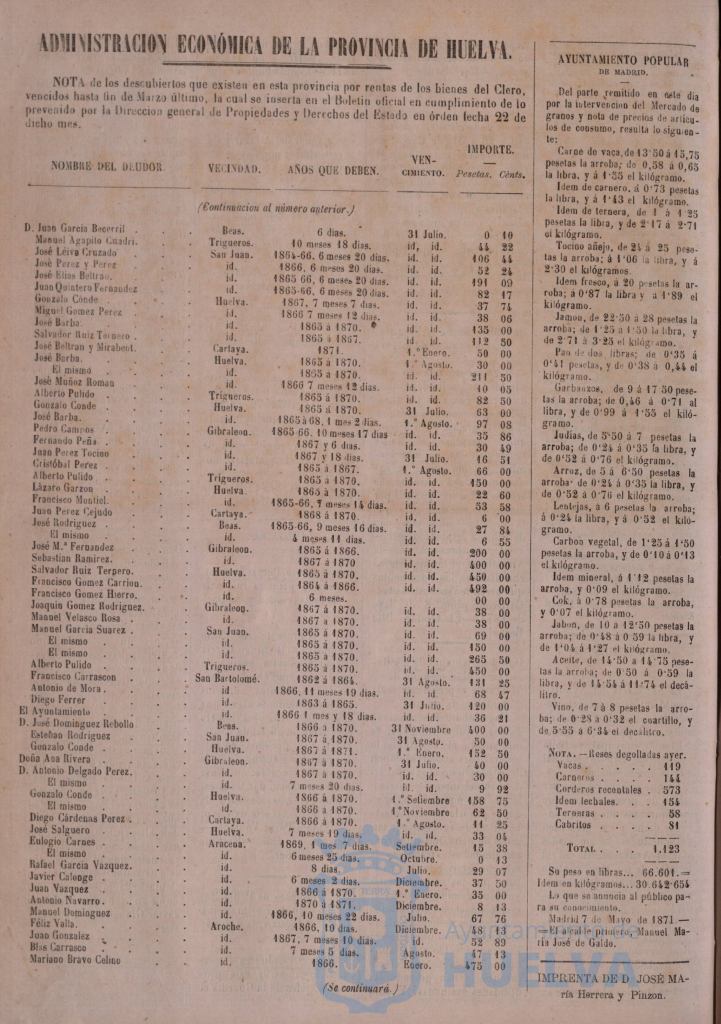 ADMINISTRACION ECONÓMICA DE LA PROVINCIA DE HUELVA.
NOTA de los descubiertos que existen en esta provincia por rentas de los bienes del Clero,
vencidos hasta fin de Marzo último, la cual se inserta en el Boletin oficial en cumplimiento de lo
prevenido por la Direccion general de Propiedades y Derechos del Estado en órden fecha 22 de
dicho mes.
NOMBRE DEL DEUDOR. VECINDAD. AÑOS QUE DEBEN. VEN-CIMIENTO. IMPORTE. Pesetas. Cénts.
(Continuacion al número anterior.)
D. Juan Garcia Becerril . . . Beas. 6 dias. 31 Julio. 0 10
Manuel Agapito Cuadri. . . . Trigueros. 10 meses 18 dias. id. id. 44 22
José Leiva Cruzado . . . San Juan. 1864-66, 6 meses 20 dias. id. id. 106 44
José Perez y Perez . . . id. 1866, 6 meses 20 dias. id. id. 52 24
José Elias Beltran. . . . id. 1865 66, 6 meses 20 dias. id. id. 191 09
Juan Quintero Fernandez . . . id. 1865-66, 6 meses 20 dias. id. id. 82 17
Gonzalo Conde . . . Huelva. 1867, 7 meses 7 dias. id. id. 37 74
Miguel Gomez Perez . . . id. 1866 7 meses 12 dias. id. id. 38 06
José Barba. . . . id. 1865 á 1870. id. id. 135 00
Salvador Ruiz Ternero . . . id. 1865 á 1867. id. id. 112 50
José Beltran y Mirabent. . . . Cartaya. 1871. 1.º Enero. 50 00
José Barba. . . . Huelva. 1865 á 1870. 1.º Agosto. 30 00
El mismo . . . id. 1865 á 1870. id. id. 211 50
José Muñoz Roman . . . id. 1866 7 meses 12 dias. id. id. 10 05
Alberto Pulido . . . Trigueros. 1865 á 1870. id. id. 82 50
Gonzalo Conde . . . Huelva. 1865 á 1870. 31 Julio. 63 00
José Barba. . . . id. 1865 á 68, 1 mes 2 dias. 1.º Agosto. 97 08
Pedro Campos . . . Gibraleon. 1865-66, 10 meses 17 dias id. id. 35 86
Fernando Peña . . . id. 1867 y 6 dias. id. id. 30 49
Juan Perez Tocino . . . id. 1867 y 18 dias. 31 Julio. 16 51
Cristóbal Perez . . . id. 1865 á 1867. 1.º Agosto. 66 00
Alberto Pulido . . . Trigueros. 1865 á 1870. id. id. 150 00
Lázaro Garzon . . . Huelva. 1865 á 1870. id. id. 22 60
Francisco Montiel. . . . id. 1865-66, 7 meses 14 dias. id. id. 53 58
Juan Perez Cejudo . . . Cartaya. 1868 á 1870. id. id. 6 00
José Rodriguez . . . Beas. 1865-66, 9 meses 16 dias. id. id. 27 84
El mismo . . . id. 4 meses 11 dias. id. id. 6 55
José M.ª Fernandez . . . Gibraleon. 1865 á 1866. id. id. 200 00
Sebastian Ramirez. . . . id. 1867 á 1870 id. id. 400 00
Salvador Ruiz Terpero. . . . Huelva. 1865 á 1870. id. id. 450 00
Francisco Gomez Carrion. . . . id. 1864 á 1866. id. id. 492 00
Francisco Gomez Hierro. . . . id. 6 meses. 00 00
Joaquin Gomez Rodriguez. . . . Gibraleon. 1867 á 1870. id. id. 38 00
Manuel Velasco Rosa . . . id. 1867 á 1870. id. id. 38 00
Manuel Garcia Suarez . . . San Juan. 1865 á 1870. id. id. 69 00
El mismo . . . id. 1865 á 1870. id. id. 150 00
El mismo . . . id. 1865 á 1870. id. id. 265 50
Alberto Pulido . . . Trigueros. 1865 á 1870. id. id. 450 00
Francisco Carrascon . . . San Bartolomé. 1862 á 1864. 31 Agosto. 131 25
Antonio de Mora . . . id. 1866, 11 meses 19 dias. id. id. 68 47
Diego Ferrer . . . id. 1863 á 1865. 31 Julio. 120 00
El Ayuntamiento . . . id. 1866 1 mes y 18 dias. id. id. 36 21
D. José Dominguez Rebollo . . . Beas. 1866 á 1870. 31 Noviembre 400 00
Esteban Rodriguez . . . San Juan. 1867 á 1870. 31 Agosto. 50 00
Gonzalo Conde . . . Huelva. 1867 á 1871. 1.º Enero. 152 50
Doña Ana Rivera . . . Gibraleon. 1867 á 1870. 31 Julio. 40 00
D. Antonio Delgado Perez. . . . id. 1867 á 1870. id. id. 30 00
El mismo . . . id. 7 meses 20 dias. id. id. 9 92
Gonzalo Conde . . . Huelva. 1866 á 1870. 1.º Setiembre 158 75
El mismo . . . id. 1866 á 1870. 1.º Noviembre 62 50
Diego Cárdenas Perez . . . Cartaya. 1866 á 1870. 1.º Agosto. 11 25
José Salguero . . . Huelva. 7 meses 19 dias. id. id. 33 04
Eulogio Carnes . . . Aracena. 1869, 1 mes 7 dias. Setiembre. 15 38
El mismo . . . id. 6 meses 25 dias. Octubre. 0 13
Rafael Garcia Vazquez. . . . id. 8 dias. Julio. 29 07
Javier Calonge . . . id. 6 meses 2 dias. Diciembre. 37 50
Juan Vazquez . . . id. 1866 á 1870. 1.º Enero. 35 00
Antonio Navarro. . . . id. 1870 á 1871. Diciembre. 8 13
Manuel Dominguez . . . id. 1866, 10 meses 22 dias. Julio. 67 76
Féliz Valla. . . . Aroche. 1866, 10 dias. Diciembre. 48 13
Juan Gonzalez . . . id. 1867, 7 meses 10 dias. id. 52 89
Blas Carrasco . . . id. 7 meses 5 dias. Agosto. 47 13
Mariano Bravo Celino . . . id. 1866. Enero. 475 00
(Se continuará.)
AYUNTAMIENTO POPULAR
DE MADRID.
Del parte remitido en este dia
por la intervencion del Mercado de
granos y nota de precios de articu-
los de consumo, resulta lo siguien-
te:
Carne de vaca, de 13'50 á 15,75
pesetas la arroba; de 0,58 á 0'65
la libra, y á 1'55 el kilógramo.
Idem de carnero, á 0'73 pesetas
la libra, y á 1'43 el kilógramo.
Idem de ternera, de 1 á 1'25
pesetas la libra, y de 2'17 á 2'71
el kilógramo.
Tocino añejo, de 24 á 25 pese-
tas la arroba; á 1'06 la libra, y á
2'30 el kilógramos.
Idem fresco, á 20 pesetas la ar-
roba; á 0'87 la libra y a 1'89 el
kilógramo.
Jamon, de 22'50 á 28 pesetas la
arroba; de 1'25 á 1'50 la libra, y
de 2'71 á 3'25 el kilógramo.
Pan de dos libras; de 0'35 á
0'41 pesetas, y de 0'38 á 0,44 el
kilógramo.
Garbanzos, de 9 á 17 50 pese-
tas la arroba; de 0,46 á 0'71 al
libra, y de 0'99 á 1'55 el kiló-
gramo.
Judias, de 5'50 á 7 pesetas la
arroba; de 0'24 á 0'35 la libra, y
de 0'52 á 0'76 el kilógramo.
Arroz, de 5 á 6'50 pesetas la
arroba; de 0'24 á 0'35 la libra, y
de 0'52 á 0'76 el kilógramo.
Lentejas, á 6 pesetas la arroba;
á 0'24 la libra, y á 0'52 el kiló-
gramo.
Carbon vegetal, de 1'25 á 1'50
pesetas la arroba, y de 0'10 á 0'13
el kilógramo.
Idem mineral, á 1'12 pesetas la
arroba, y 0'09 el kilógramo.
Cok, á 0'78 pesetas la arroba,
y 0'07 el kilógramo.
Jabon, de 10 a 12'50 pesetas la
arroba; de 0'48 á 0 59 la libra, y
de 1'04 á 1'27 el kilógramo.
Aceite, de 14'50 a 14'75 pese-
tas la arroba; de 0'50 á 0'59 la
libra, y de 14'54 á 11'74 el decá-
litro.
Vino, de 7 á 8 pesetas la arro-
ba; de 0'28 á 0'32 el cuartillo, y
de 5'55 á 6'34 el decálitro.
NOTA.—Reses degolladas ayer.
Vacas . . . . 119
Carneros . . . . 144
Corderos recentales . 573
Idem lechales. . . . 154
Terneras . . . . 58
Cabritos . . . . 81
TOTAL . . . 1.123
Su peso en libras... 66.601.—
Idem en kilógramos... 30.642'654
Lo que se anuncia al público pa-
ra su conocimiento.
Madrid 7 de Mayo de 1871.—
El alcalde primero, Manuel Ma-
ria José de Galdo.
IMPRENTA DE D. JOSÉ MA-
ría Herrera y Pinzon.
Ayuntamiento de
HUELVA